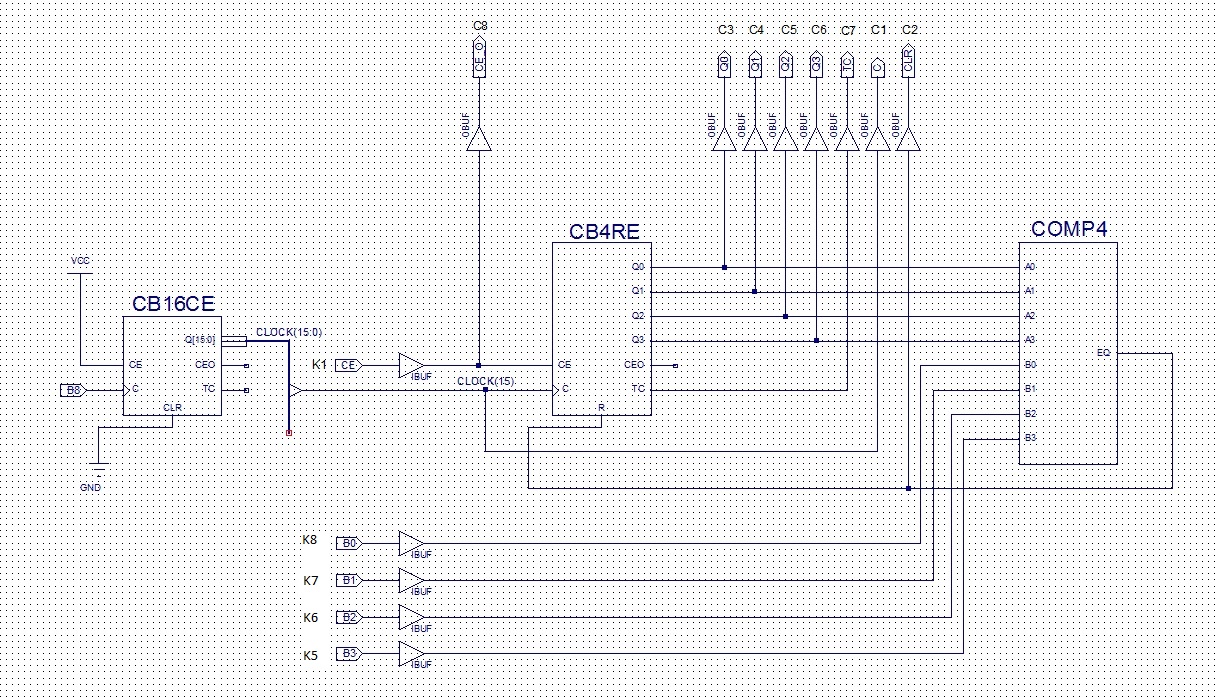 C8
C3 C4 C5 C6 C7 C1 C2
CE_O
Q0 Q1 Q2 Q3 TC C CLR
OBUF
OBUF OBUF OBUF OBUF OBUF OBUF OBUF
CB4RE
COMP4
VCC
CB16CE
Q0
A0
Q1
A1
Q2
A2
CLOCK(15:0)
Q[15:0]
Q3
A3
EQ
CE
CEO
K1
CE
IBUF
CE
CEO
B0
CLOCK(15)
B8
C
TC
C
TC
B1
CLR
R
B2
B3
GND
K8
B0
IBUF
K7
B1
IBUF
K6
B2
IBUF
K5
B3
IBUF